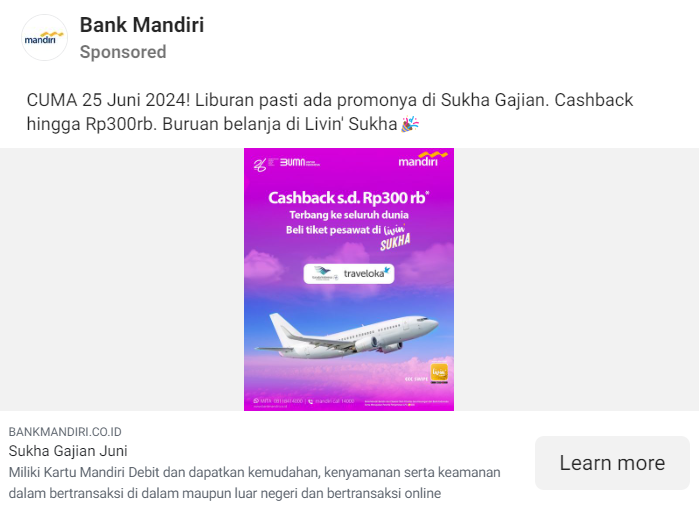 mandiri
Bank Mandiri
Sponsored
CUMA 25 Juni 2024! Liburan pasti ada promonya di Sukha Gajian. Cashback
hingga Rp300rb. Buruan belanja di Livin' Sukha 🎉
26 BUMN mandiri
Cashback s.d. Rp300 rb*
Terbang ke seluruh dunia
Beli tiket pesawat di livin'
SUKHA
traveloka
BANKMANDIRI.CO.ID
Sukha Gajian Juni
Miliki Kartu Mandiri Debit dan dapatkan kemudahan, kenyamanan serta keamanan
dalam bertransaksi di dalam maupun luar negeri dan bertransaksi online
Learn more